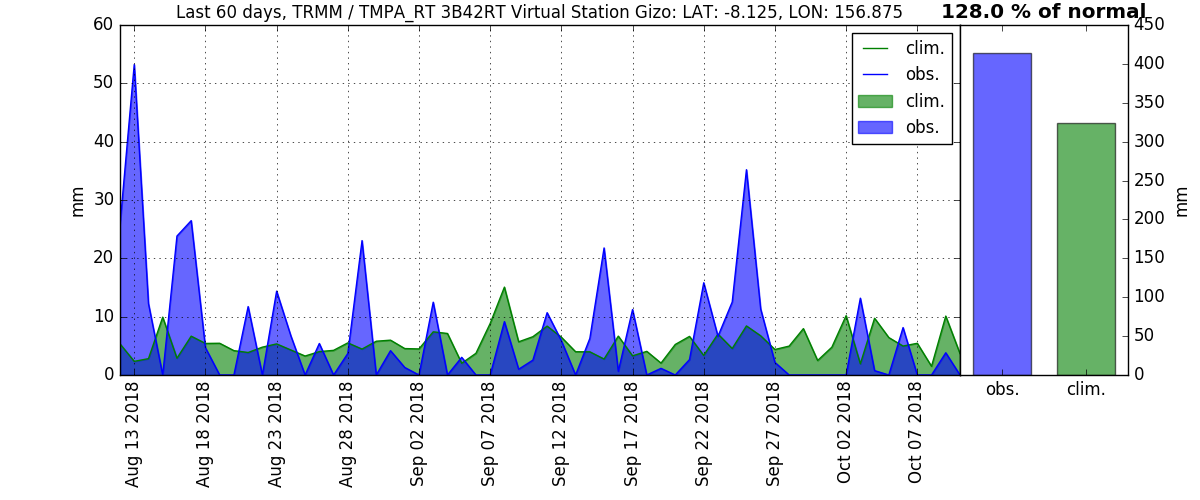 Last 60 days, TRMM / TMPA_RT 3B42RT Virtual Station Gizo: LAT: -8.125, LON: 156.875
128.0 % of normal
60
50
40
30
20
10
0
mm
clim.
obs.
clim.
obs.
Aug 13 2018
Aug 18 2018
Aug 23 2018
Aug 28 2018
Sep 02 2018
Sep 07 2018
Sep 12 2018
Sep 17 2018
Sep 22 2018
Sep 27 2018
Oct 02 2018
Oct 07 2018
450
400
350
300
250
200
150
100
50
0
mm
obs.
clim.